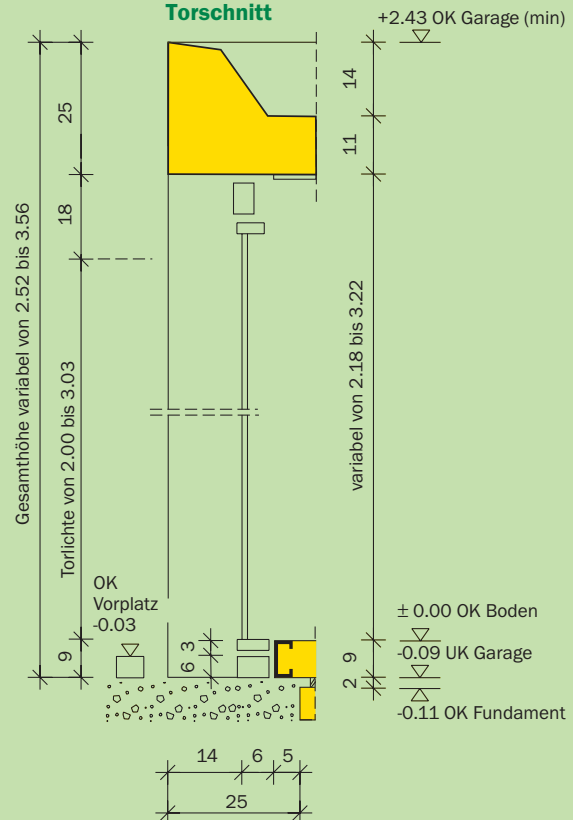 Torschnitt
+2.43 OK Garage (min)
25
14
11
18
Gesamthöhe variabel von 2.52 bis 3.56
Torlichte von 2.00 bis 3.03
variabel von 2.18 bis 3.22
OK
Vorplatz
-0.03
± 0.00 OK Boden
9
3
6
9
-0.09 UK Garage
2
-0.11 OK Fundament
14
6
5
25